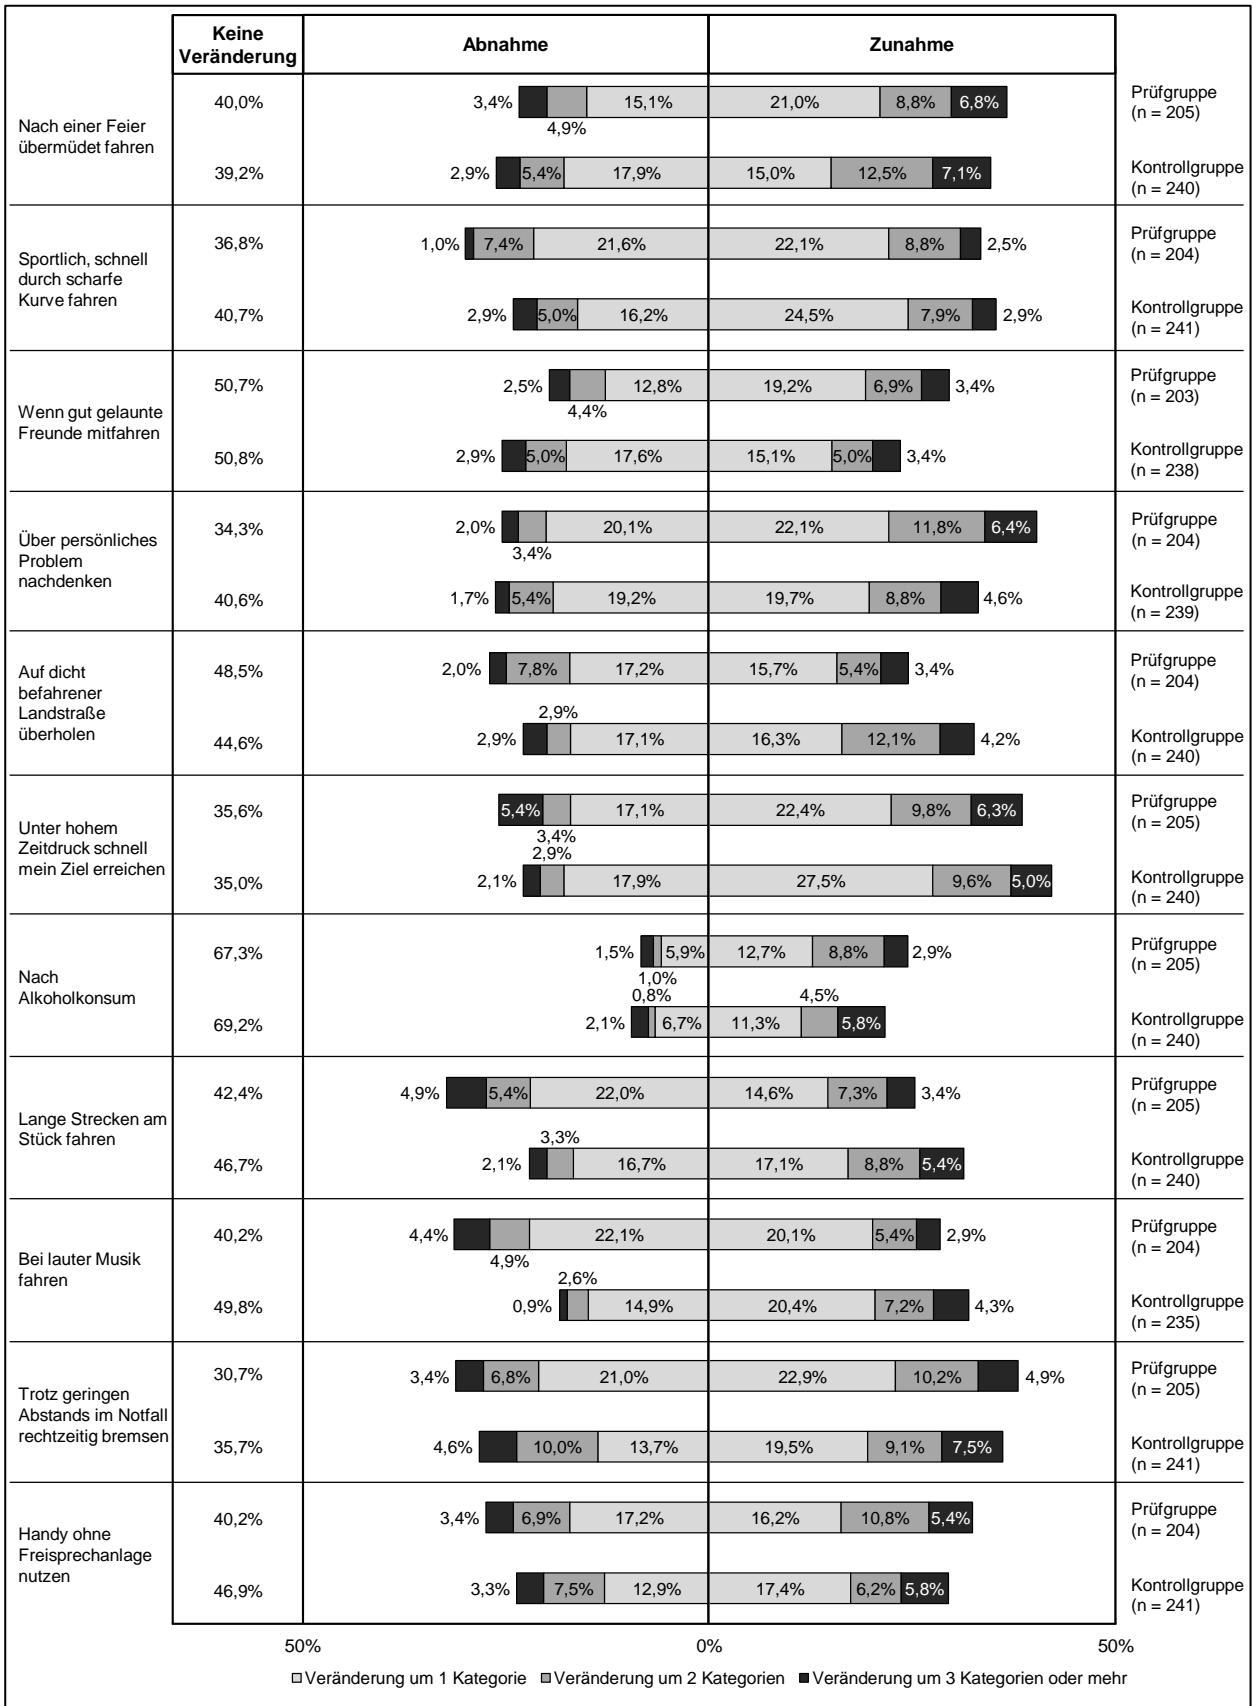 Keine
Veränderung
Abnahme
Zunahme
Nach einer Feier
übermüdet fahren
40,0%
3,4%
4,9%
15,1%
21,0%
8,8%
6,8%
Prüfgruppe
(n = 205)
39,2%
2,9%
5,4%
17,9%
15,0%
12,5%
7,1%
Kontrollgruppe
(n = 240)
Sportlich, schnell
durch scharfe
Kurve fahren
36,8%
1,0%
7,4%
21,6%
22,1%
8,8%
2,5%
Prüfgruppe
(n = 204)
40,7%
2,9%
5,0%
16,2%
24,5%
7,9%
2,9%
Kontrollgruppe
(n = 241)
Wenn gut gelaunte
Freunde mitfahren
50,7%
2,5%
4,4%
12,8%
19,2%
6,9%
3,4%
Prüfgruppe
(n = 203)
50,8%
2,9%
5,0%
17,6%
15,1%
5,0%
3,4%
Kontrollgruppe
(n = 238)
Über persönliches
Problem
nachdenken
34,3%
2,0%
3,4%
20,1%
22,1%
11,8%
6,4%
Prüfgruppe
(n = 204)
40,6%
1,7%
5,4%
19,2%
19,7%
8,8%
4,6%
Kontrollgruppe
(n = 239)
Auf dicht
befahrener
Landstraße
überholen
48,5%
2,0%
7,8%
17,2%
15,7%
5,4%
3,4%
Prüfgruppe
(n = 204)
44,6%
2,9%
2,9%
17,1%
16,3%
12,1%
4,2%
Kontrollgruppe
(n = 240)
Unter hohem
Zeitdruck schnell
mein Ziel erreichen
35,6%
5,4%
3,4%
17,1%
22,4%
9,8%
6,3%
Prüfgruppe
(n = 205)
35,0%
2,1%
2,9%
17,9%
27,5%
9,6%
5,0%
Kontrollgruppe
(n = 240)
Nach
Alkoholkonsum
67,3%
1,5%
1,0%
5,9%
12,7%
8,8%
2,9%
Prüfgruppe
(n = 205)
69,2%
2,1%
0,8%
6,7%
11,3%
4,5%
5,8%
Kontrollgruppe
(n = 240)
Lange Strecken am
Stück fahren
42,4%
4,9%
5,4%
22,0%
14,6%
7,3%
3,4%
Prüfgruppe
(n = 205)
46,7%
2,1%
3,3%
16,7%
17,1%
8,8%
5,4%
Kontrollgruppe
(n = 240)
Bei lauter Musik
fahren
40,2%
4,4%
4,9%
22,1%
20,1%
5,4%
2,9%
Prüfgruppe
(n = 204)
49,8%
0,9%
2,6%
14,9%
20,4%
7,2%
4,3%
Kontrollgruppe
(n = 235)
Trotz geringen
Abstands im Notfall
rechtzeitig bremsen
30,7%
3,4%
6,8%
21,0%
22,9%
10,2%
4,9%
Prüfgruppe
(n = 205)
35,7%
4,6%
10,0%
13,7%
19,5%
9,1%
7,5%
Kontrollgruppe
(n = 241)
Handy ohne
Freisprechanlage
nutzen
40,2%
3,4%
6,9%
17,2%
16,2%
10,8%
5,4%
Prüfgruppe
(n = 204)
46,9%
3,3%
7,5%
12,9%
17,4%
6,2%
5,8%
Kontrollgruppe
(n = 241)
50%
0%
50%
Veränderung um 1 Kategorie
Veränderung um 2 Kategorien
Veränderung um 3 Kategorien oder mehr